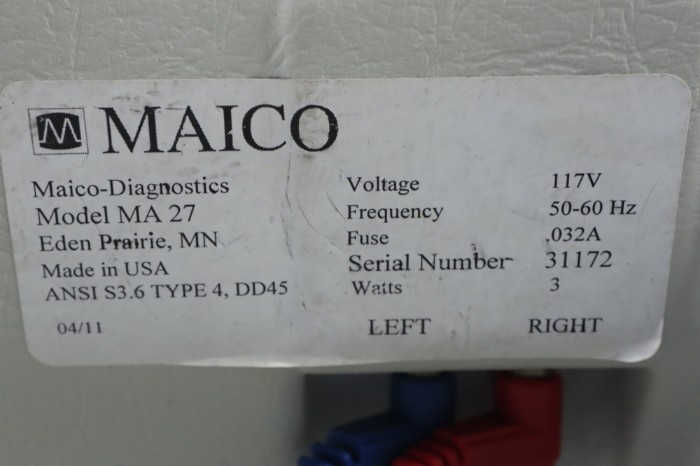 M MAICO
Maico-Diagnostics
Model MA 27
Eden Prairie, MN
Made in USA
ANSI S3.6 TYPE 4, DD45
04/11
Voltage 117V
Frequency 50-60 Hz
Fuse .032A
Serial Number 31172
Watts 3
LEFT RIGHT